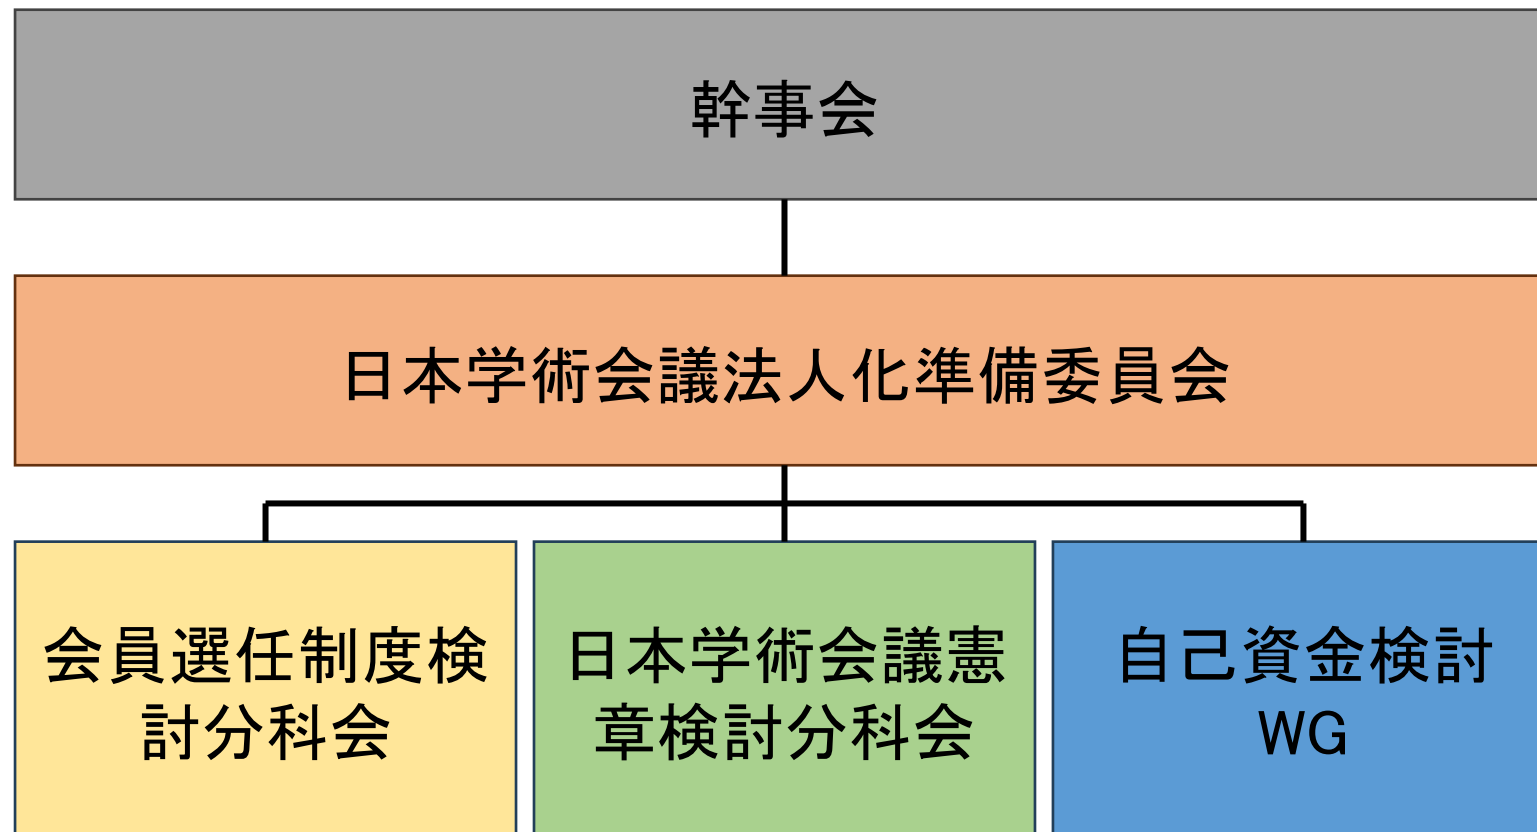 幹事会
日本学術会議法人化準備委員会
会員選任制度検
討分科会
日本学術会議憲
章検討分科会
自己資金検討
WG